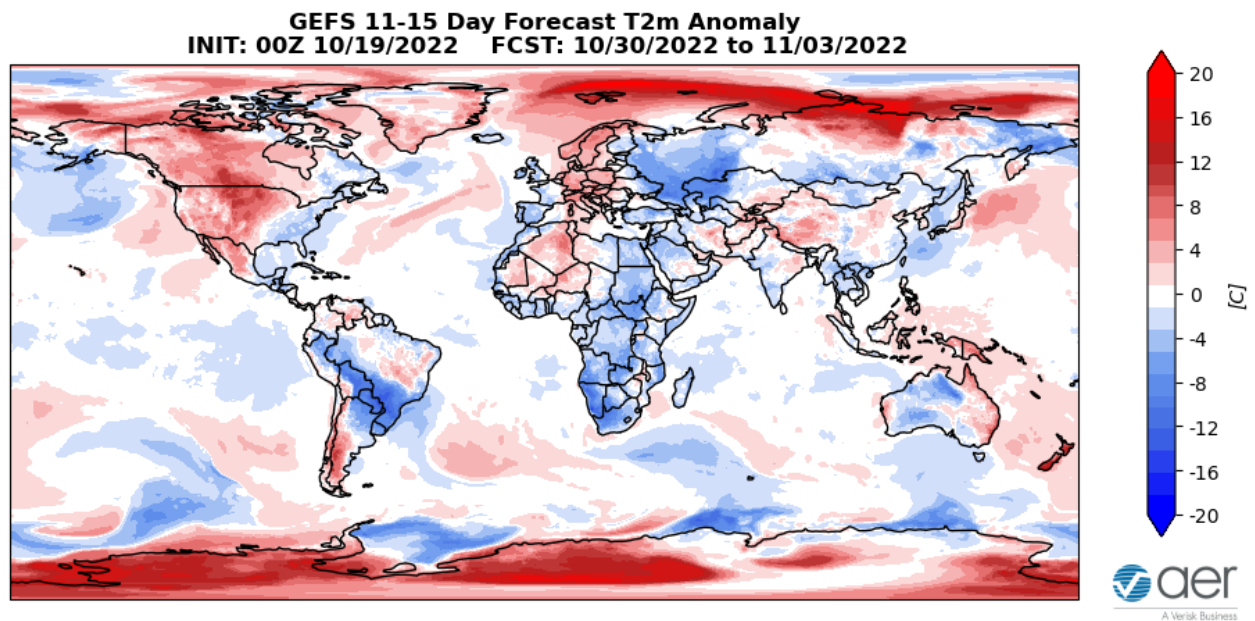 GEFS 11-15 Day Forecast T2m Anomaly
INIT: 00Z 10/19/2022 FCST: 10/30/2022 to 11/03/2022
20
16
12
8
4
0
-4
-8
-12
-16
-20
[C]
aer
A Verisk Business